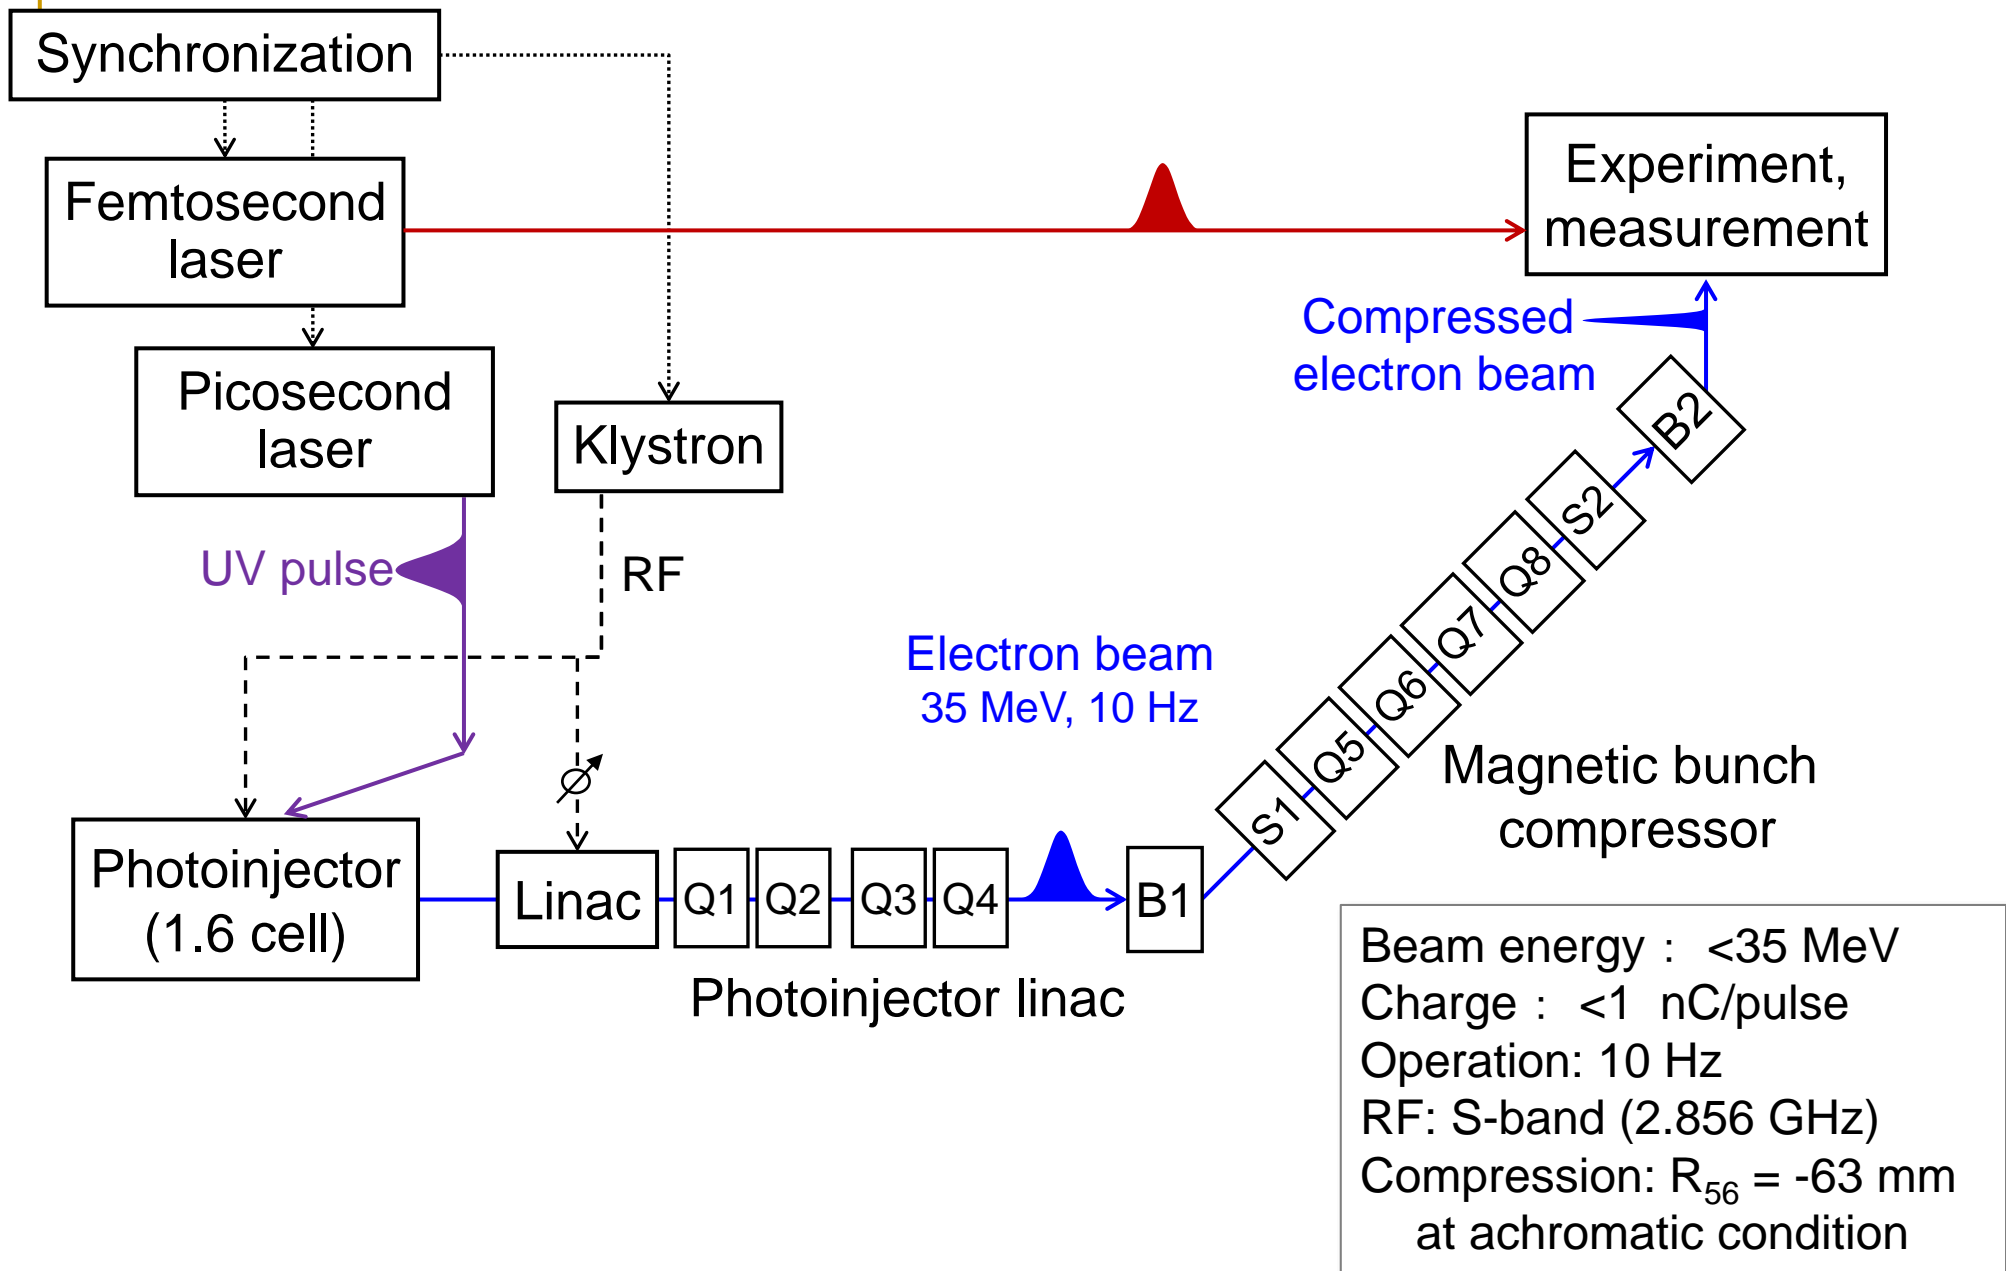 Synchronization
Femtosecond
laser
Experiment,
measurement
Compressed
electron beam
Picosecond
laser
Klystron
B2
UV pulse
RF
S2
Q8
Q7
Q6
Q5
S1
Electron beam
35 MeV, 10 Hz
Magnetic bunch
compressor
Photoinjector
(1.6 cell)
Linac
Q1
Q2
Q3
Q4
B1
Photoinjector linac
Beam energy : <35 MeV
Charge : <1 nC/pulse
Operation: 10 Hz
RF: S-band (2.856 GHz)
Compression: R₅₆ = -63 mm
at achromatic condition